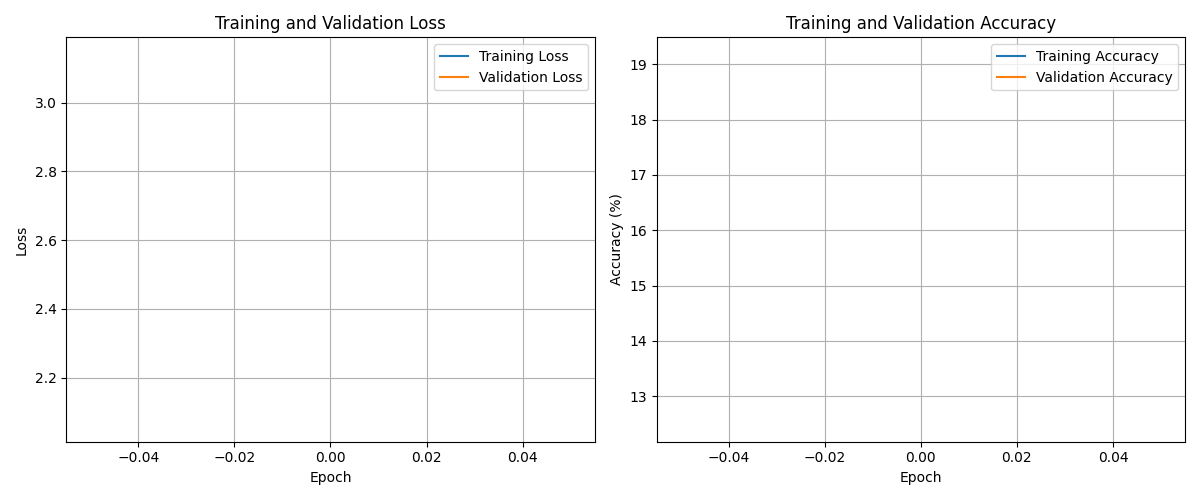 Training and Validation Loss
Training Loss
Validation Loss
3.0
2.8
2.6
2.4
2.2
Loss
−0.04
−0.02
0.00
0.02
0.04
Epoch
Training and Validation Accuracy
Training Accuracy
Validation Accuracy
19
18
17
16
15
14
13
Accuracy (%)
−0.04
−0.02
0.00
0.02
0.04
Epoch